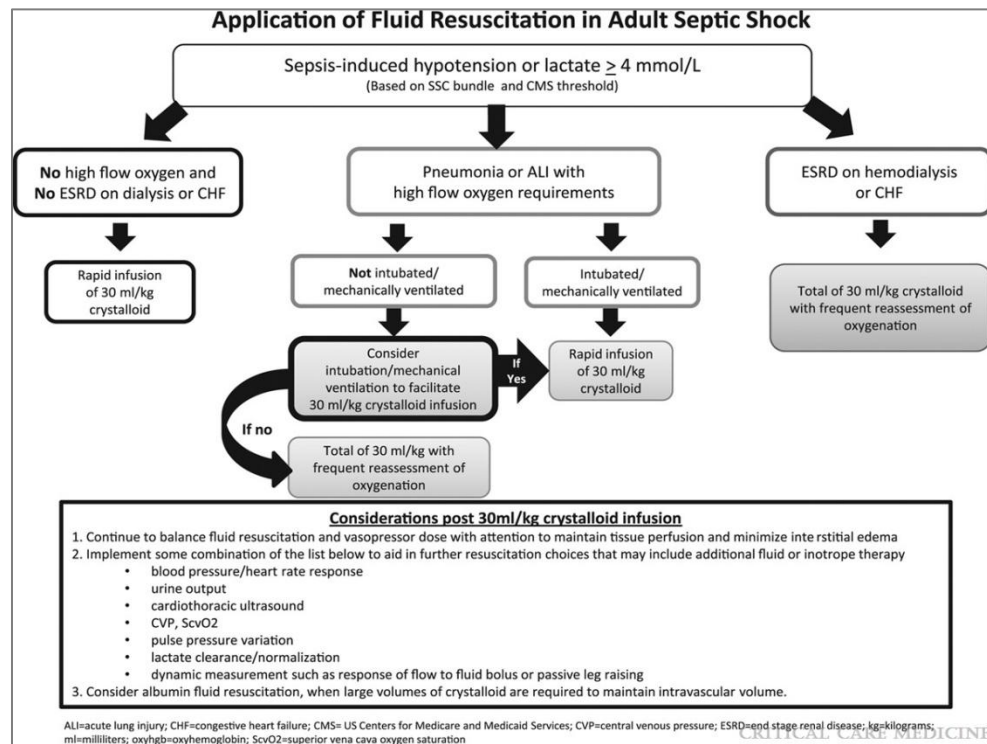 Application of Fluid Resuscitation in Adult Septic Shock
Sepsis-induced hypotension or lactate ≥ 4 mmol/L
(Based on SSC bundle and CMS threshold)
No high flow oxygen and
No ESRD on dialysis or CHF
Pneumonia or ALI with
high flow oxygen requirements
ESRD on hemodialysis
or CHF
Rapid infusion
of 30 ml/kg
crystalloid
Not intubated/
mechanically ventilated
Intubated/
mechanically ventilated
Total of 30 ml/kg crystalloid
with frequent reassessment of
oxygenation
Consider
intubation/mechanical
ventilation to facilitate
30 ml/kg crystalloid infusion
If
Yes
Rapid infusion
of 30 ml/kg
crystalloid
If no
Total of 30 ml/kg with
frequent reassessment of
oxygenation
Considerations post 30ml/kg crystalloid infusion
1. Continue to balance fluid resuscitation and vasopressor dose with attention to maintain tissue perfusion and minimize interstitial edema
2. Implement some combination of the list below to aid in further resuscitation choices that may include additional fluid or inotrope therapy
• blood pressure/heart rate response
• urine output
• cardiothoracic ultrasound
• CVP, ScvO2
• pulse pressure variation
• lactate clearance/normalization
• dynamic measurement such as response of flow to fluid bolus or passive leg raising
3. Consider albumin fluid resuscitation, when large volumes of crystalloid are required to maintain intravascular volume.
ALI=acute lung injury; CHF=congestive heart failure; CMS= US Centers for Medicare and Medicaid Services; CVP=central venous pressure; ESRD=end stage renal disease; kg=kilograms;
ml=milliliters; oxyhgb=oxyhemoglobin; ScvO2=superior vena cava oxygen saturation
CRITICAL CARE MEDICINE